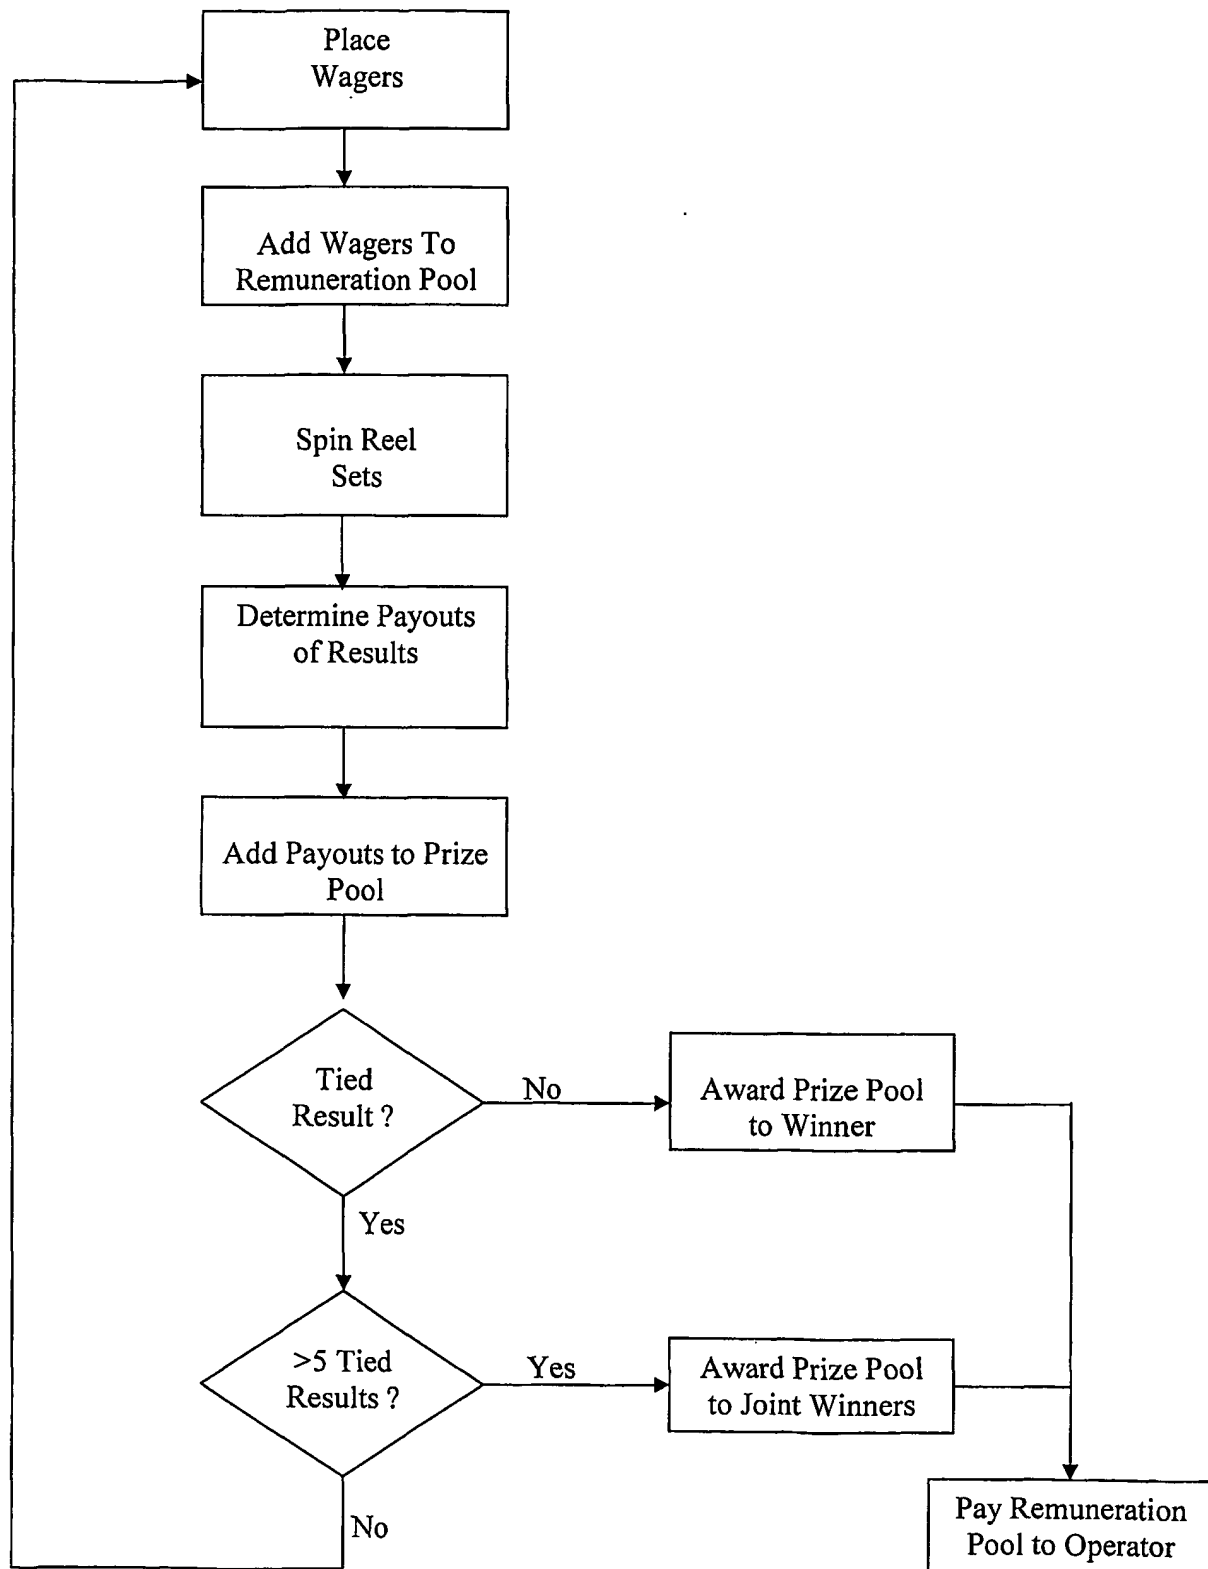 Place
Wagers
Add Wagers To
Remuneration Pool
Spin Reel
Sets
Determine Payouts
of Results
Add Payouts to Prize
Pool
Tied
Result ?
No
Award Prize Pool
to Winner
Yes
>5 Tied
Results ?
Yes
Award Prize Pool
to Joint Winners
No
Pay Remuneration
Pool to Operator